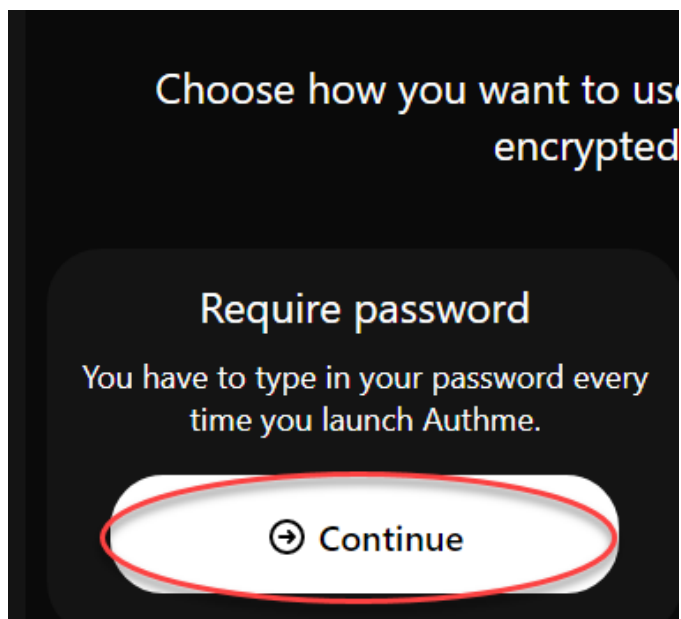 Choose how you want to use
encrypted
Require password
You have to type in your password every
time you launch Authme.
Continue